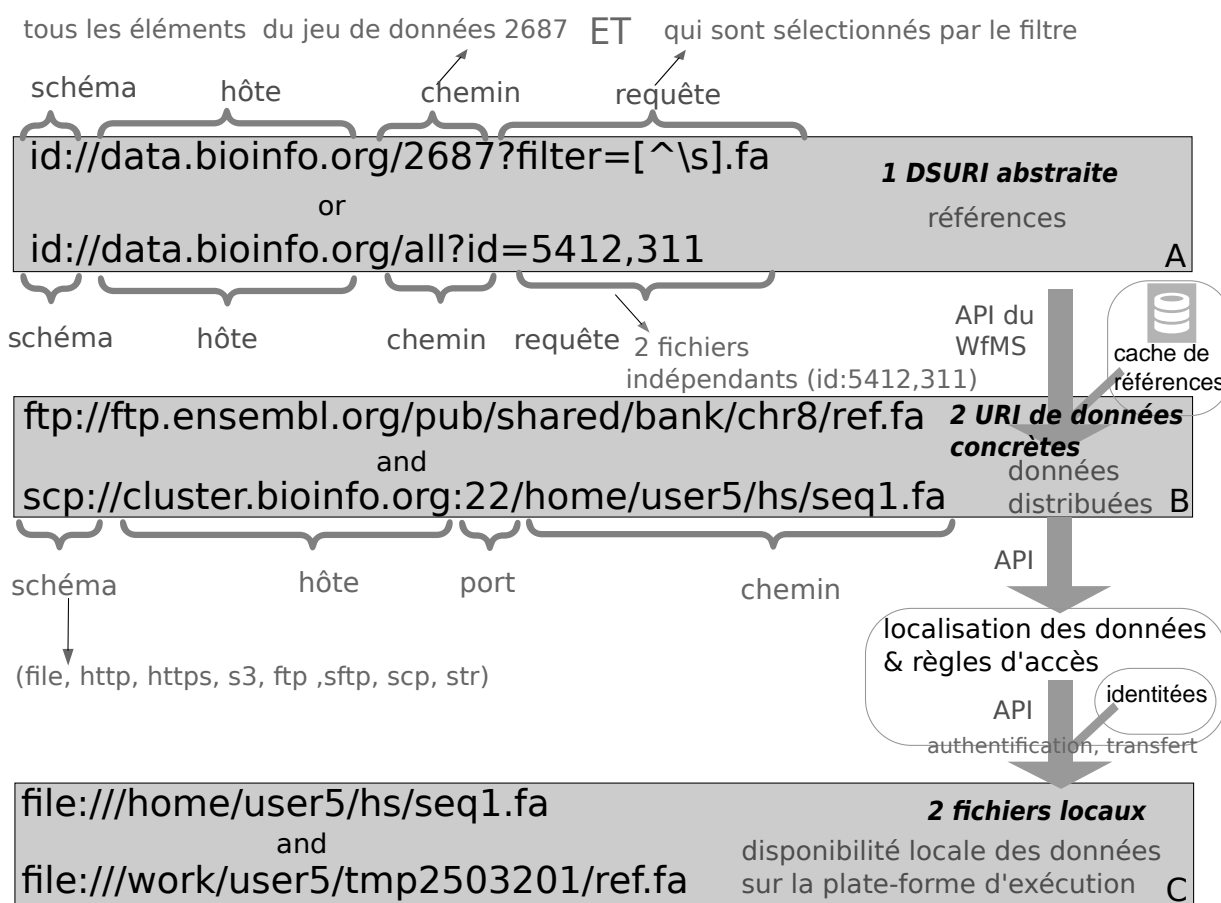 tous les éléments du jeu de données 2687 ET qui sont sélectionnés par le filtre
schéma hôte chemin requête
id://data.bioinfo.org/2687?filter=[^\s].fa
1 DSURI abstraite
or
références
id://data.bioinfo.org/all?id=5412,311
A
schéma hôte chemin requête
2 fichiers
indépendants (id:5412,311)
API du
WfMS
cache de
références
ftp://ftp.ensembl.org/pub/shared/bank/chr8/ref.fa
2 URI de données
concrètes
and
données
distribuées
scp://cluster.bioinfo.org:22/home/user5/hs/seq1.fa
B
schéma hôte port chemin
API
(file, http, https, s3, ftp ,sftp, scp, str)
localisation des données
& règles d'accès
identitées
API
authentification, transfert
file:///home/user5/hs/seq1.fa
2 fichiers locaux
and
disponibilité locale des données
sur la plate-forme d'exécution
file:///work/user5/tmp2503201/ref.fa
C